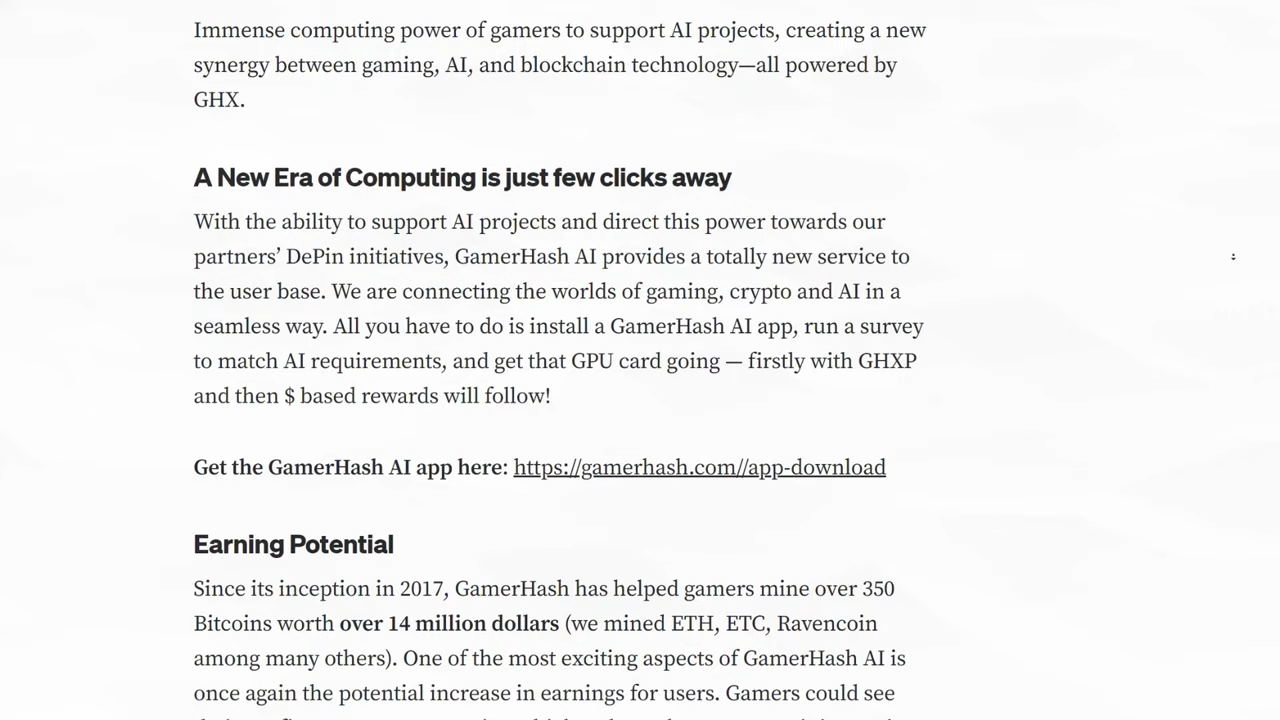 Immense computing power of gamers to support AI projects, creating a new
synergy between gaming, AI, and blockchain technology—all powered by
GHX.
A New Era of Computing is just few clicks away
With the ability to support AI projects and direct this power towards our
partners’ DePin initiatives, GamerHash AI provides a totally new service to
the user base. We are connecting the worlds of gaming, crypto and AI in a
seamless way. All you have to do is install a GamerHash AI app, run a survey
to match AI requirements, and get that GPU card going — firstly with GHXP
and then $ based rewards will follow!
Get the GamerHash AI app here: https://gamerhash.com//app-download
Earning Potential
Since its inception in 2017, GamerHash has helped gamers mine over 350
Bitcoins worth over 14 million dollars (we mined ETH, ETC, Ravencoin
among many others). One of the most exciting aspects of GamerHash AI is
once again the potential increase in earnings for users. Gamers could see